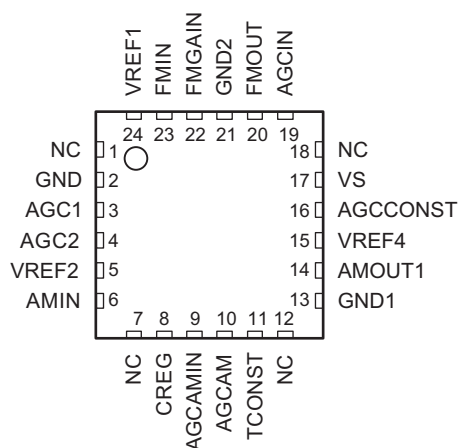 VREF1
FMIN
FMGAIN
GND2
FMOUT
AGCIN
24 23 22 21 20 19
NC 1 18 NC
GND 2 17 VS
AGC1 3 16 AGCCONST
AGC2 4 15 VREF4
VREF2 5 14 AMOUT1
AMIN 6 13 GND1
7 8 9 10 11 12
NC
CREG
AGCAMIN
AGCAM
TCONST
NC